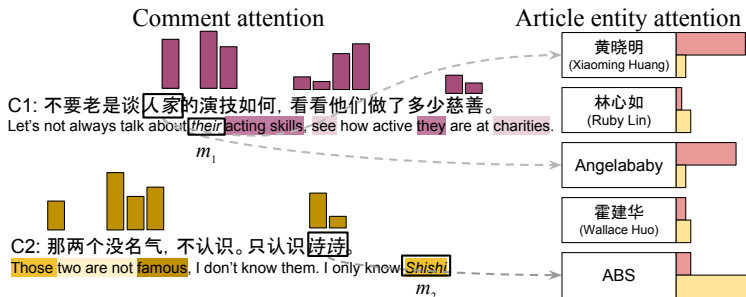 Comment attention
Article entity attention
C1: 不要老是谈人家的演技如何，看看他们做了多少慈善。
Let's not always talk about their acting skills, see how active they are at charities.
m1
C2: 那两个没名气，不认识。只认识诗诗。
Those two are not famous, I don't know them. I only know Shishi.
m2
黄晓明
(Xiaoming Huang)
林心如
(Ruby Lin)
Angelababy
霍建华
(Wallace Huo)
ABS